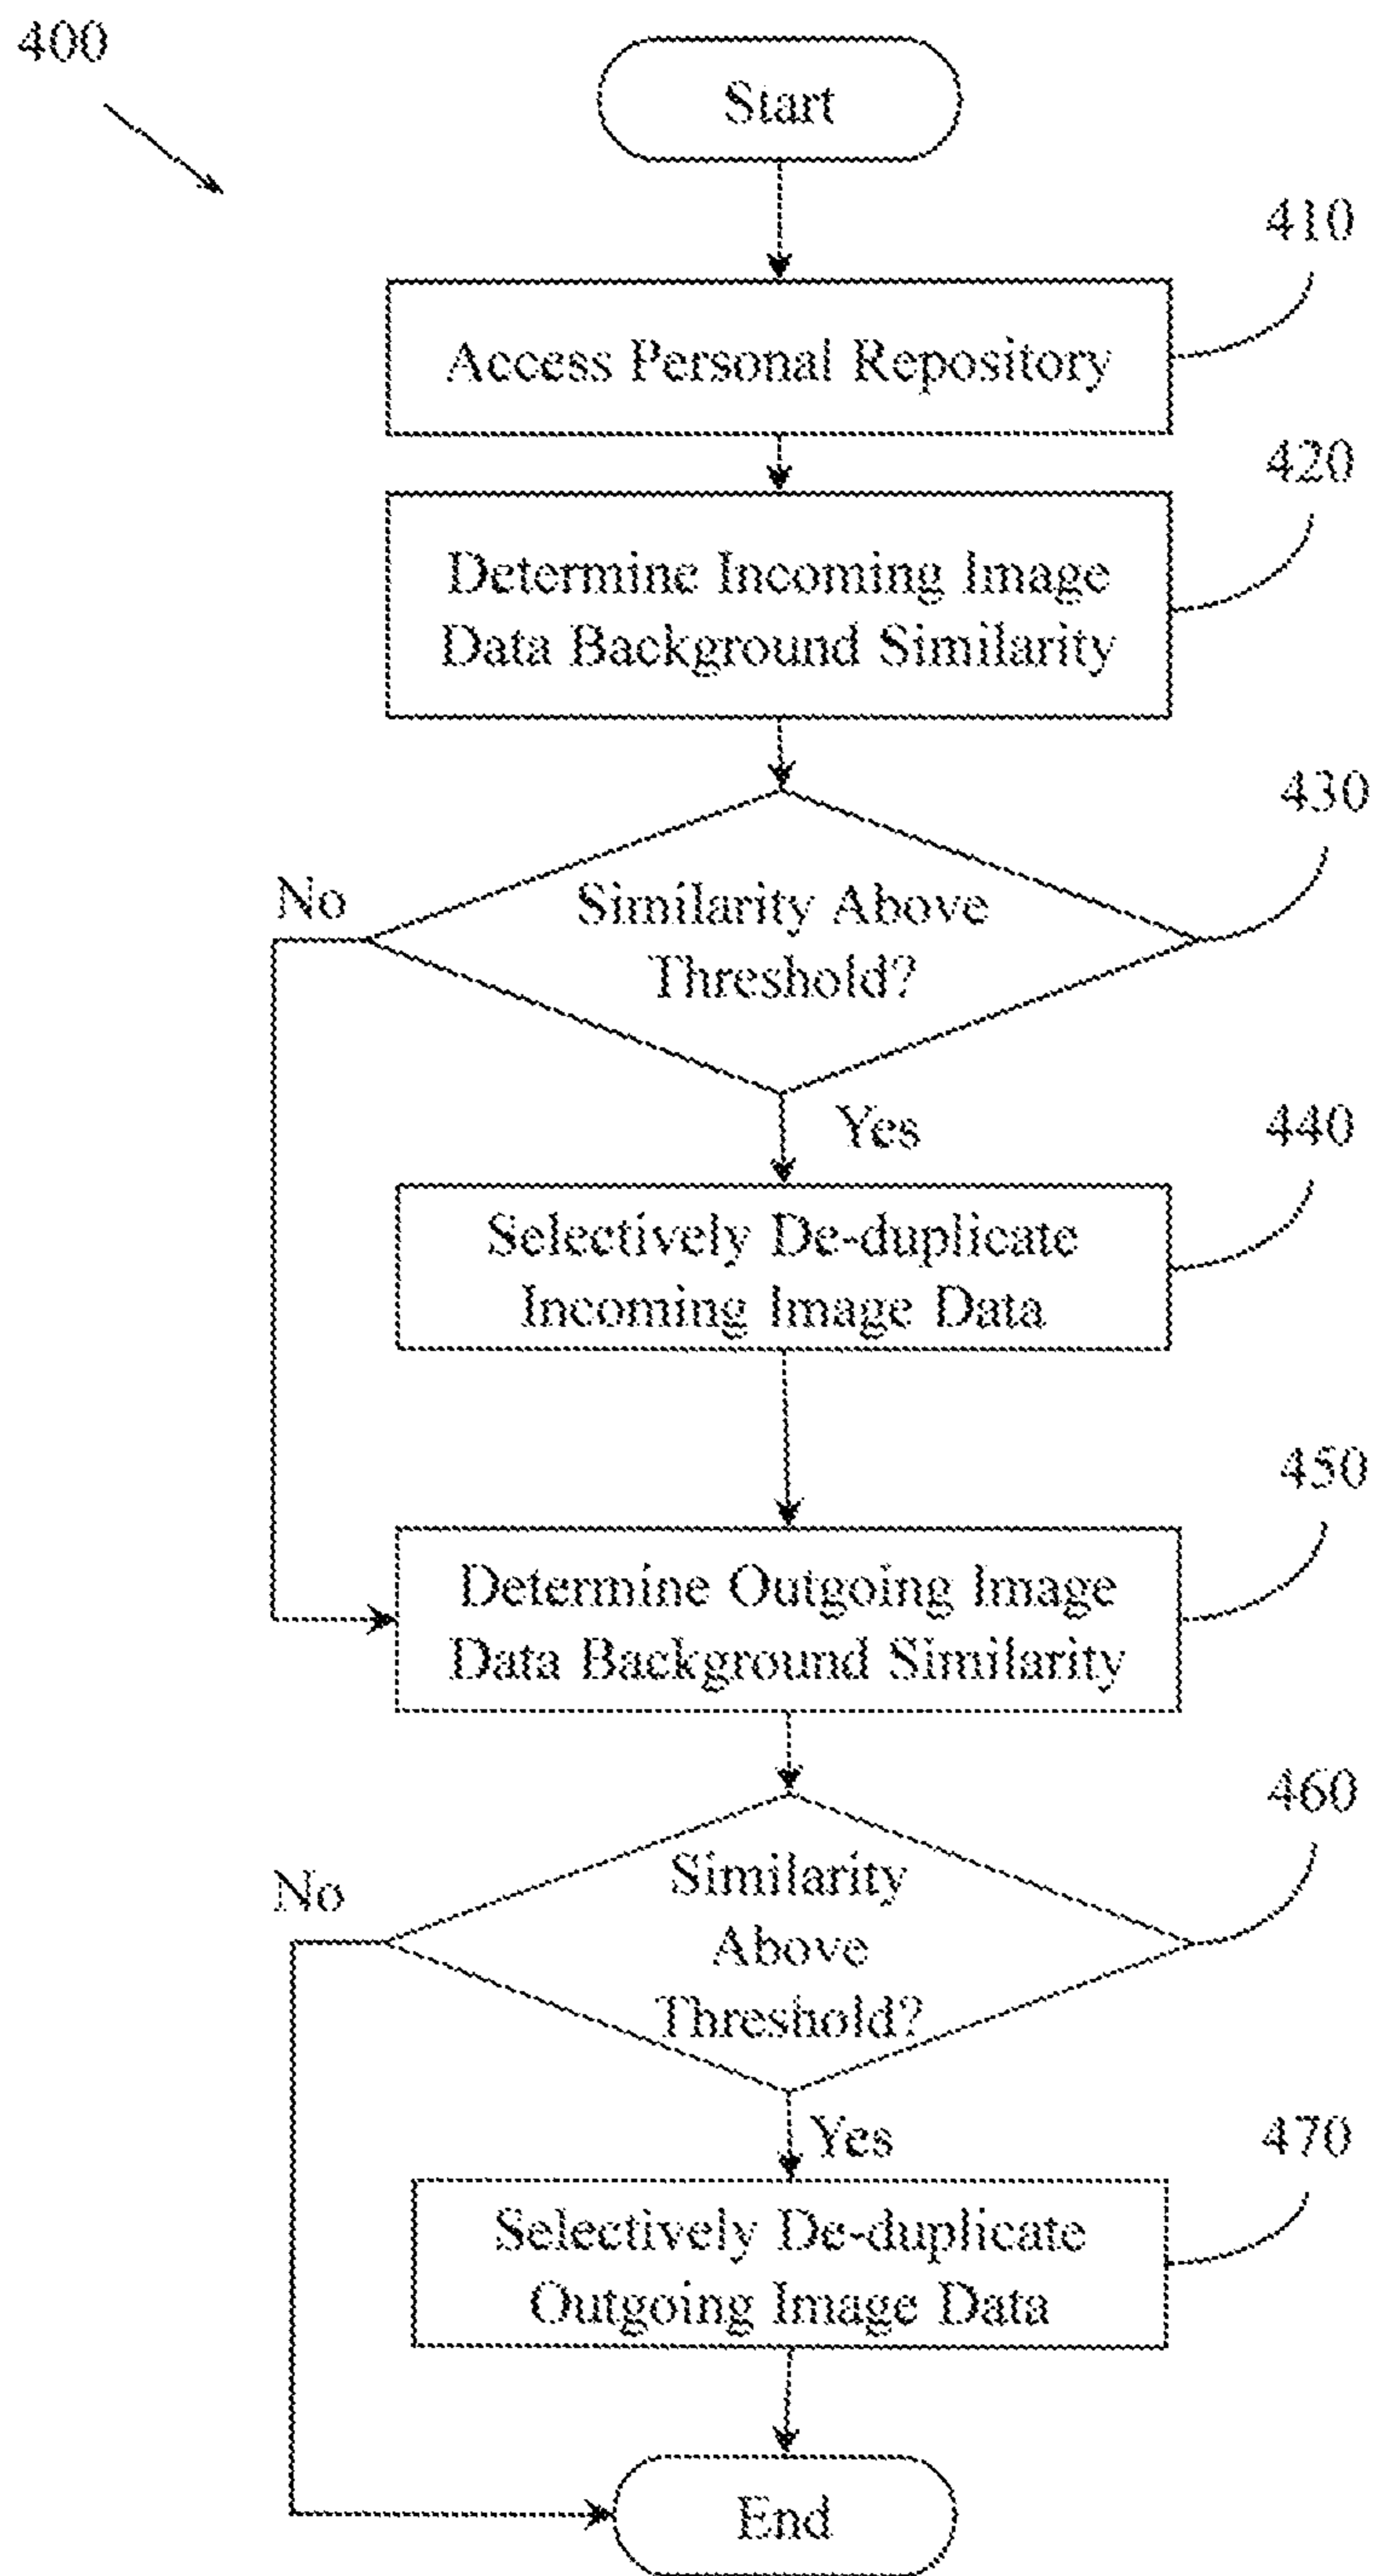 400
Start
410
Access Personal Repository
420
Determine Incoming Image
Data Background Similarity
430
No
Similarity Above
Threshold?
Yes
440
Selectively De-duplicate
Incoming Image Data
450
Determine Outgoing Image
Data Background Similarity
460
No
Similarity
Above
Threshold?
Yes
470
Selectively De-duplicate
Outgoing Image Data
End